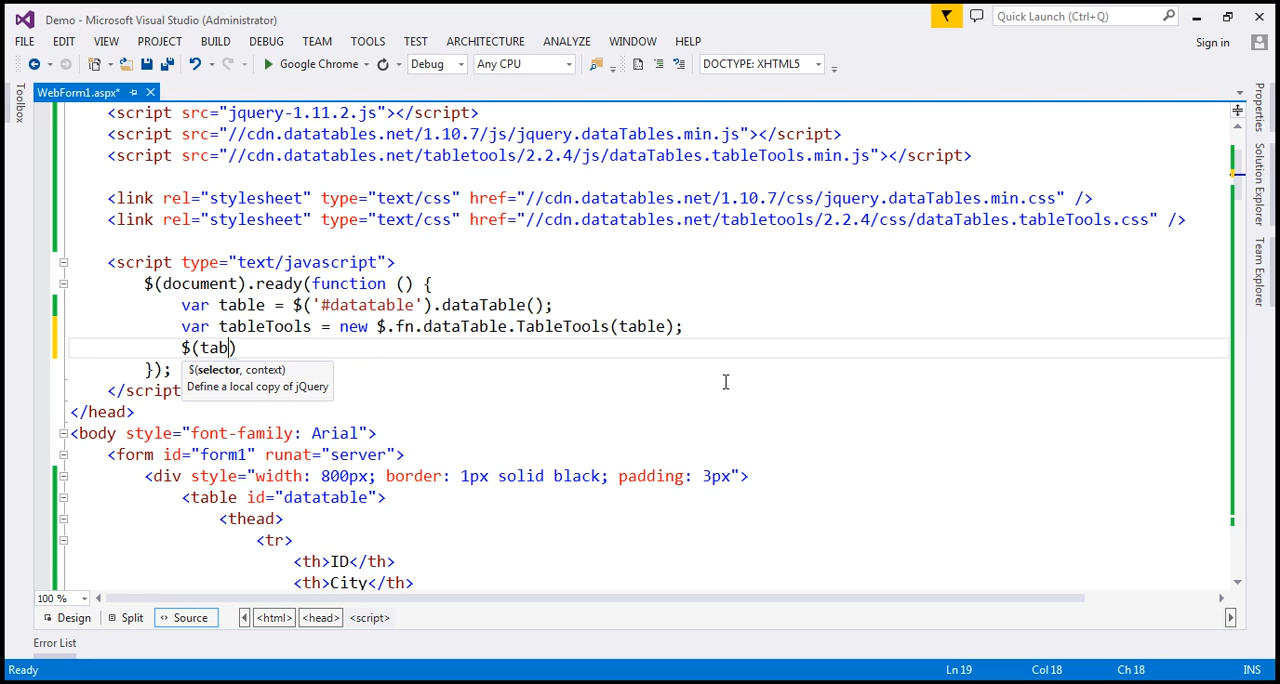 Demo - Microsoft Visual Studio (Administrator)
Quick Launch (Ctrl+Q)
FILE EDIT VIEW PROJECT BUILD DEBUG TEAM TOOLS TEST ARCHITECTURE ANALYZE WINDOW HELP
Sign in
Google Chrome Debug Any CPU DOCTYPE: XHTML5
Toolbox
WebForm1.aspx*
Properties
Solution Explorer
Team Explorer
<script src="jquery-1.11.2.js"></script>
<script src="//cdn.datatables.net/1.10.7/js/jquery.dataTables.min.js"></script>
<script src="//cdn.datatables.net/tabletools/2.2.4/js/dataTables.tableTools.min.js"></script>
<link rel="stylesheet" type="text/css" href="//cdn.datatables.net/1.10.7/css/jquery.dataTables.min.css" />
<link rel="stylesheet" type="text/css" href="//cdn.datatables.net/tabletools/2.2.4/css/dataTables.tableTools.css" />
<script type="text/javascript">
$(document).ready(function () {
var table = $('#datatable').dataTable();
var tableTools = new $.fn.dataTable.TableTools(table);
$(tab)
});
$(selector, context)
Define a local copy of jQuery
</script
</head>
<body style="font-family: Arial">
<form id="form1" runat="server">
<div style="width: 800px; border: 1px solid black; padding: 3px">
<table id="datatable">
<thead>
<tr>
<th>ID</th>
<th>City</th>
100 %
Design Split Source <html> <head> <script>
Error List
Ready Ln 19 Col 18 Ch 18 INS